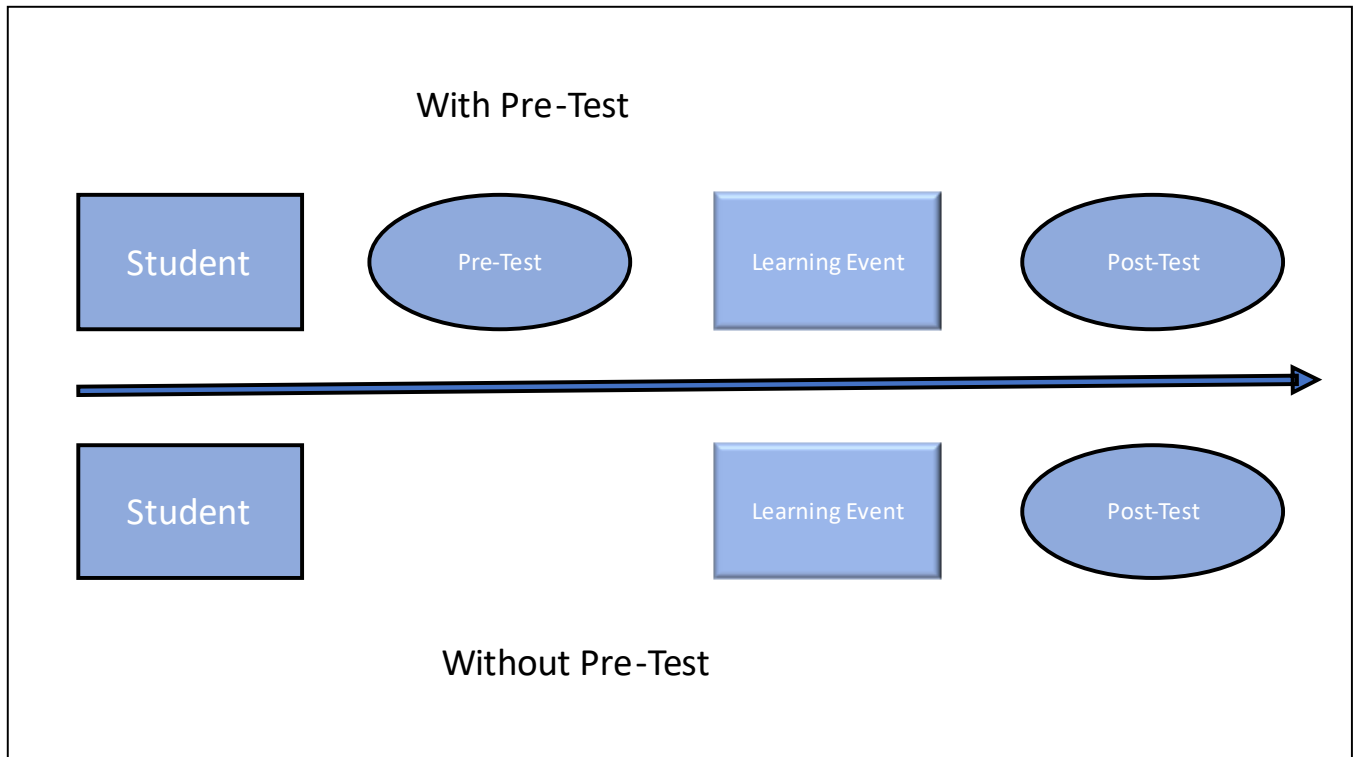 With Pre-Test
Student
Pre-Test
Learning Event
Post-Test
Student
Learning Event
Post-Test
Without Pre-Test